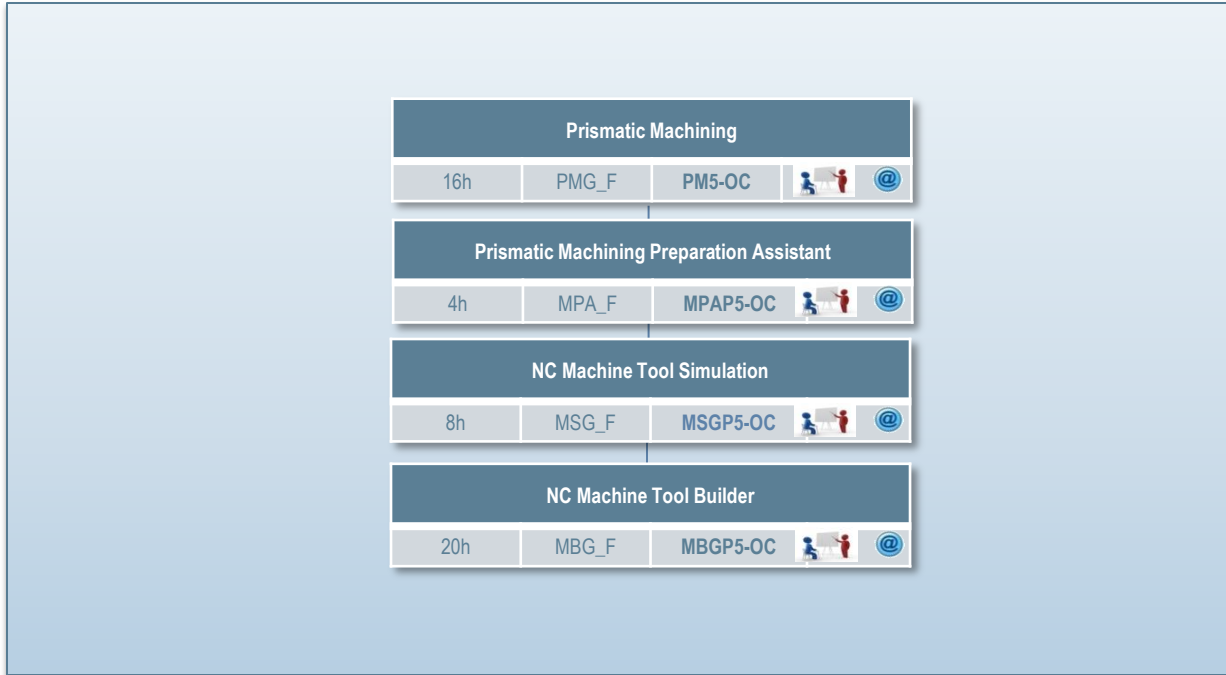 Prismatic Machining
16h PMG_F PM5-OC @
Prismatic Machining Preparation Assistant
4h MPA_F MPAP5-OC @
NC Machine Tool Simulation
8h MSG_F MSGP5-OC @
NC Machine Tool Builder
20h MBG_F MBGP5-OC @